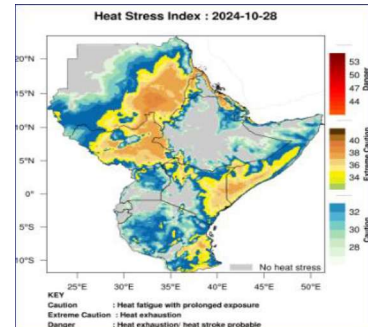 Heat Stress Index : 2024-10-28
20°N
15°N
10°N
5°N
0°
5°S
10°S
25°E 30°E 35°E 40°E 45°E 50°E
53
50
47
44
Danger
40
38
36
34
Extreme Caution
32
30
28
Caution
No heat stress
KEY
Caution : Heat fatigue with prolonged exposure
Extreme Caution : Heat exhaustion
Danger : Heat exhaustion/ heat stroke probable